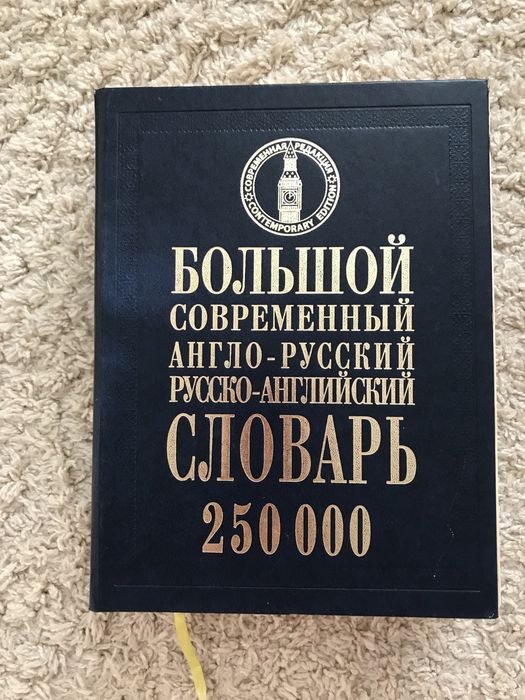 СОВРЕМЕННАЯ РЕДАКЦИЯ
CONTEMPORARY EDITION
БОЛЬШОЙ
СОВРЕМЕННЫЙ
АНГЛО-РУССКИЙ
РУССКО-АНГЛИЙСКИЙ
СЛОВАРЬ
250 000